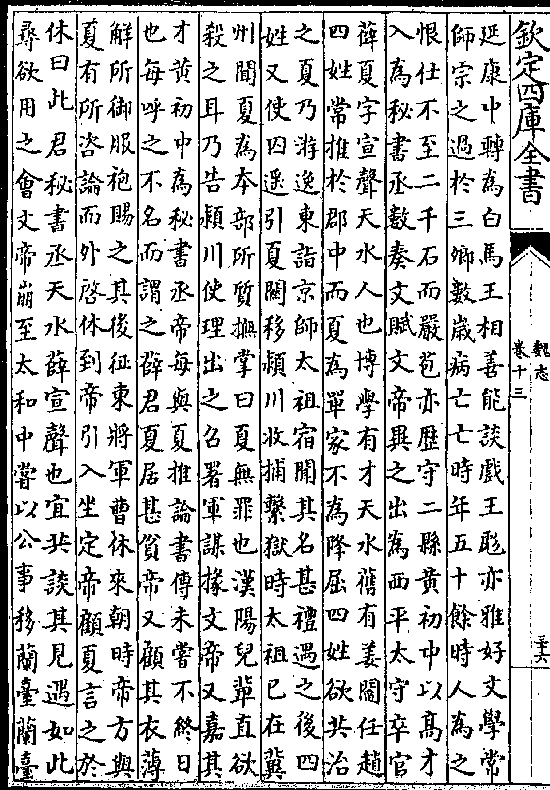 欽定四庫全書
魏志
卷十三
三十六
延康中轉為白馬王相善能談戲王彪亦雅好文學常
師宗之過於三卿數歲病亡亡時年五十餘時人為之
恨仕不至二千石而嚴苞亦歷守二縣黃初中以高才
入為秘書丞數奏文賦文帝異之出為西平太守卒官
薛夏字宣聲天水人也博學有才天水舊有姜閻任趙
四姓常推於郡中而夏為單家不為降屈四姓欲共治
之夏乃游逸東詣京師太祖宿聞其名甚禮遇之後四
姓又使囚遥引夏關移潁川收捕繫獄時太祖已在冀
州聞夏為本部所質撫掌曰夏無罪也漢陽兒輩直欲
殺之耳乃告潁川使理出之召署軍謀掾文帝又嘉其
才黃初中為秘書丞帝每與夏推論書傳未嘗不終日
也每呼之不名而謂之薛君夏居甚貧帝又顧其衣薄
解所御服袍賜之其後征東將軍曹休來朝時帝方與
夏有所咨論而外啓休到帝引入坐定帝顧夏言之於
休曰此君秘書丞天水薛宣聲也宜共談其見遇如此
尋欲用之會文帝崩至太和中嘗以公事移蘭臺蘭臺